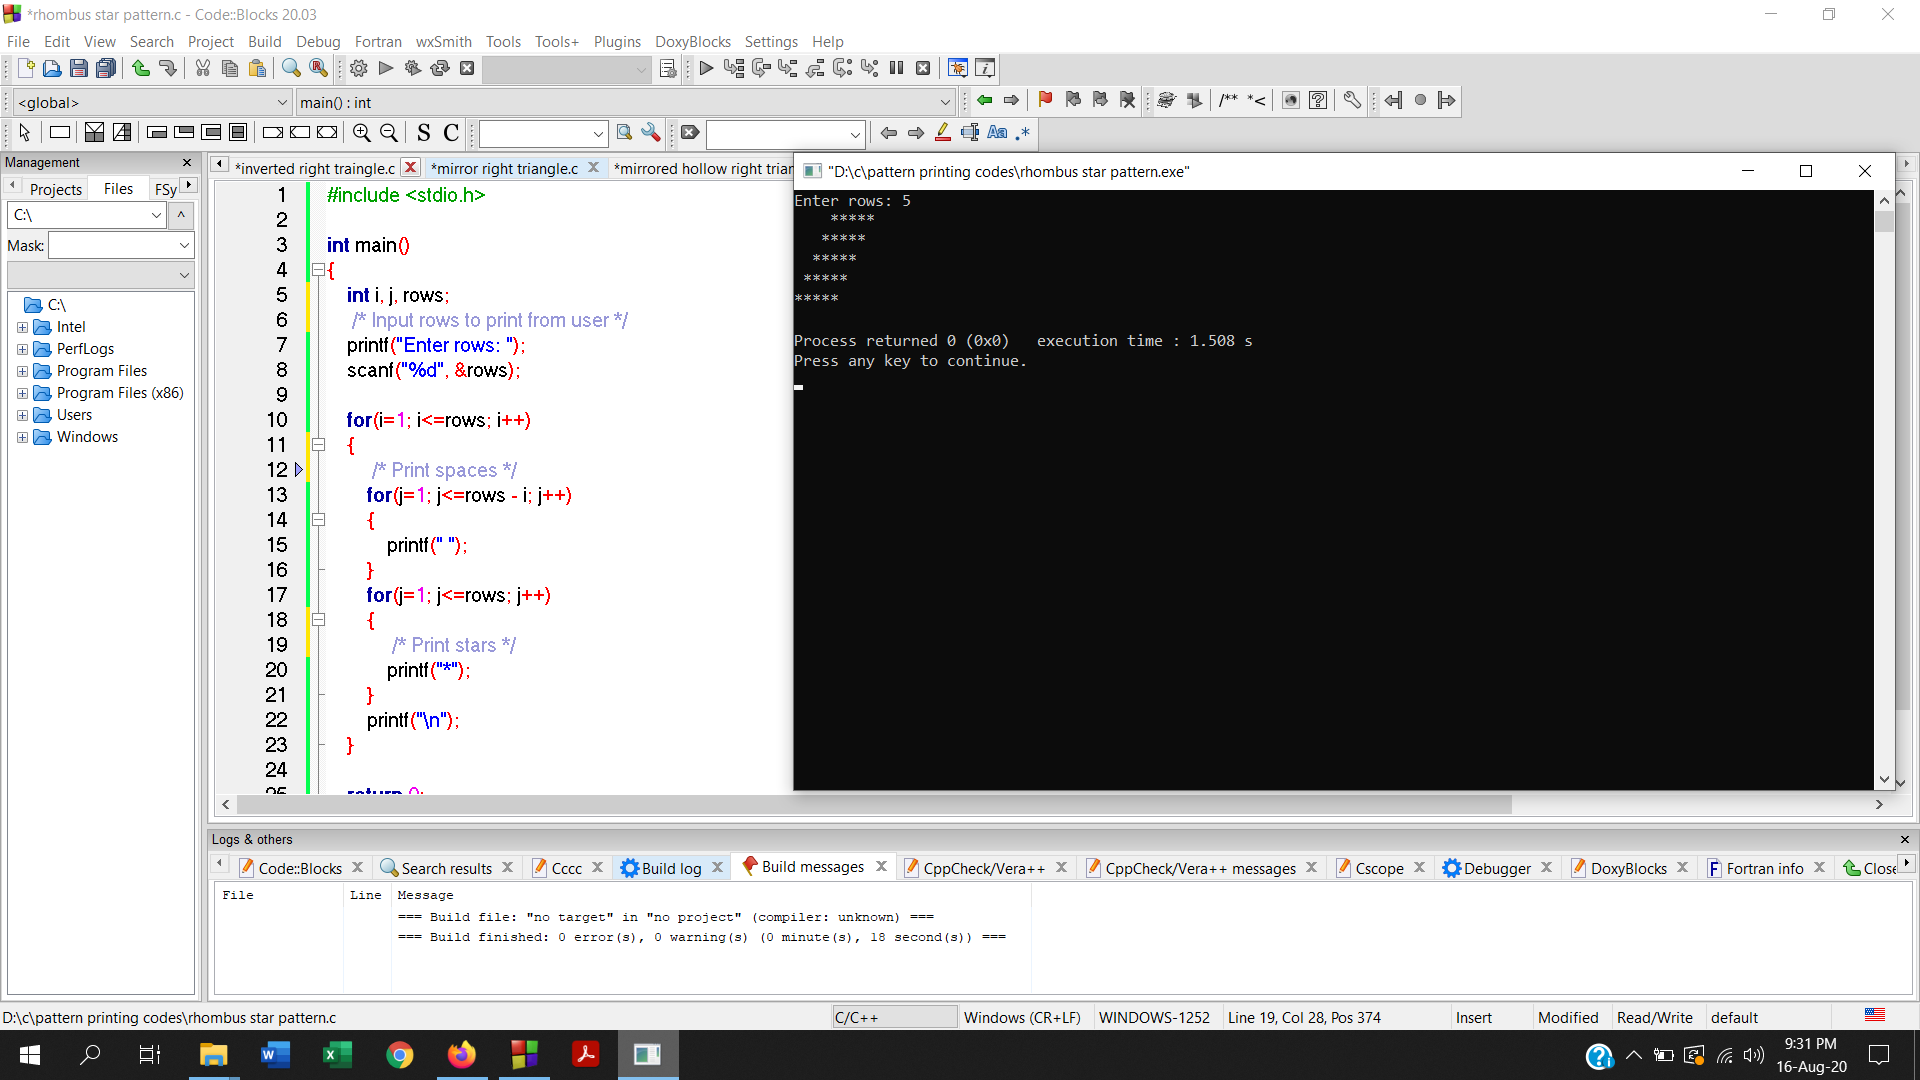 *rhombus star pattern.c - Code::Blocks 20.03
File Edit View Search Project Build Debug Fortran wxSmith Tools Tools+ Plugins DoxyBlocks Settings Help
<global> main() : int
/** *<
S C Aa .*
Management
Projects Files FSy
C:\ ^
Mask:
C:\
Intel
PerfLogs
Program Files
Program Files (x86)
Users
Windows
*inverted right traingle.c *mirror right triangle.c *mirrored hollow right trian
1 #include <stdio.h>
2
3 int main()
4 {
5 int i, j, rows;
6 /* Input rows to print from user */
7 printf("Enter rows: ");
8 scanf("%d", &rows);
9
10 for(i=1; i<=rows; i++)
11 {
12 /* Print spaces */
13 for(j=1; j<=rows - i; j++)
14 {
15 printf(" ");
16 }
17 for(j=1; j<=rows; j++)
18 {
19 /* Print stars */
20 printf("*");
21 }
22 printf("\n");
23 }
24
25 return 0;
"D:\c\pattern printing codes\rhombus star pattern.exe"
Enter rows: 5
    *****
   *****
  *****
 *****
*****
Process returned 0 (0x0)   execution time : 1.508 s
Press any key to continue.
Logs & others
Code::Blocks Search results Cccc Build log Build messages CppCheck/Vera++ CppCheck/Vera++ messages Cscope Debugger DoxyBlocks Fortran info Close
File Line Message
=== Build file: "no target" in "no project" (compiler: unknown) ===
=== Build finished: 0 error(s), 0 warning(s) (0 minute(s), 18 second(s)) ===
D:\c\pattern printing codes\rhombus star pattern.c C/C++ Windows (CR+LF) WINDOWS-1252 Line 19, Col 28, Pos 374 Insert Modified Read/Write default
9:31 PM
16-Aug-20